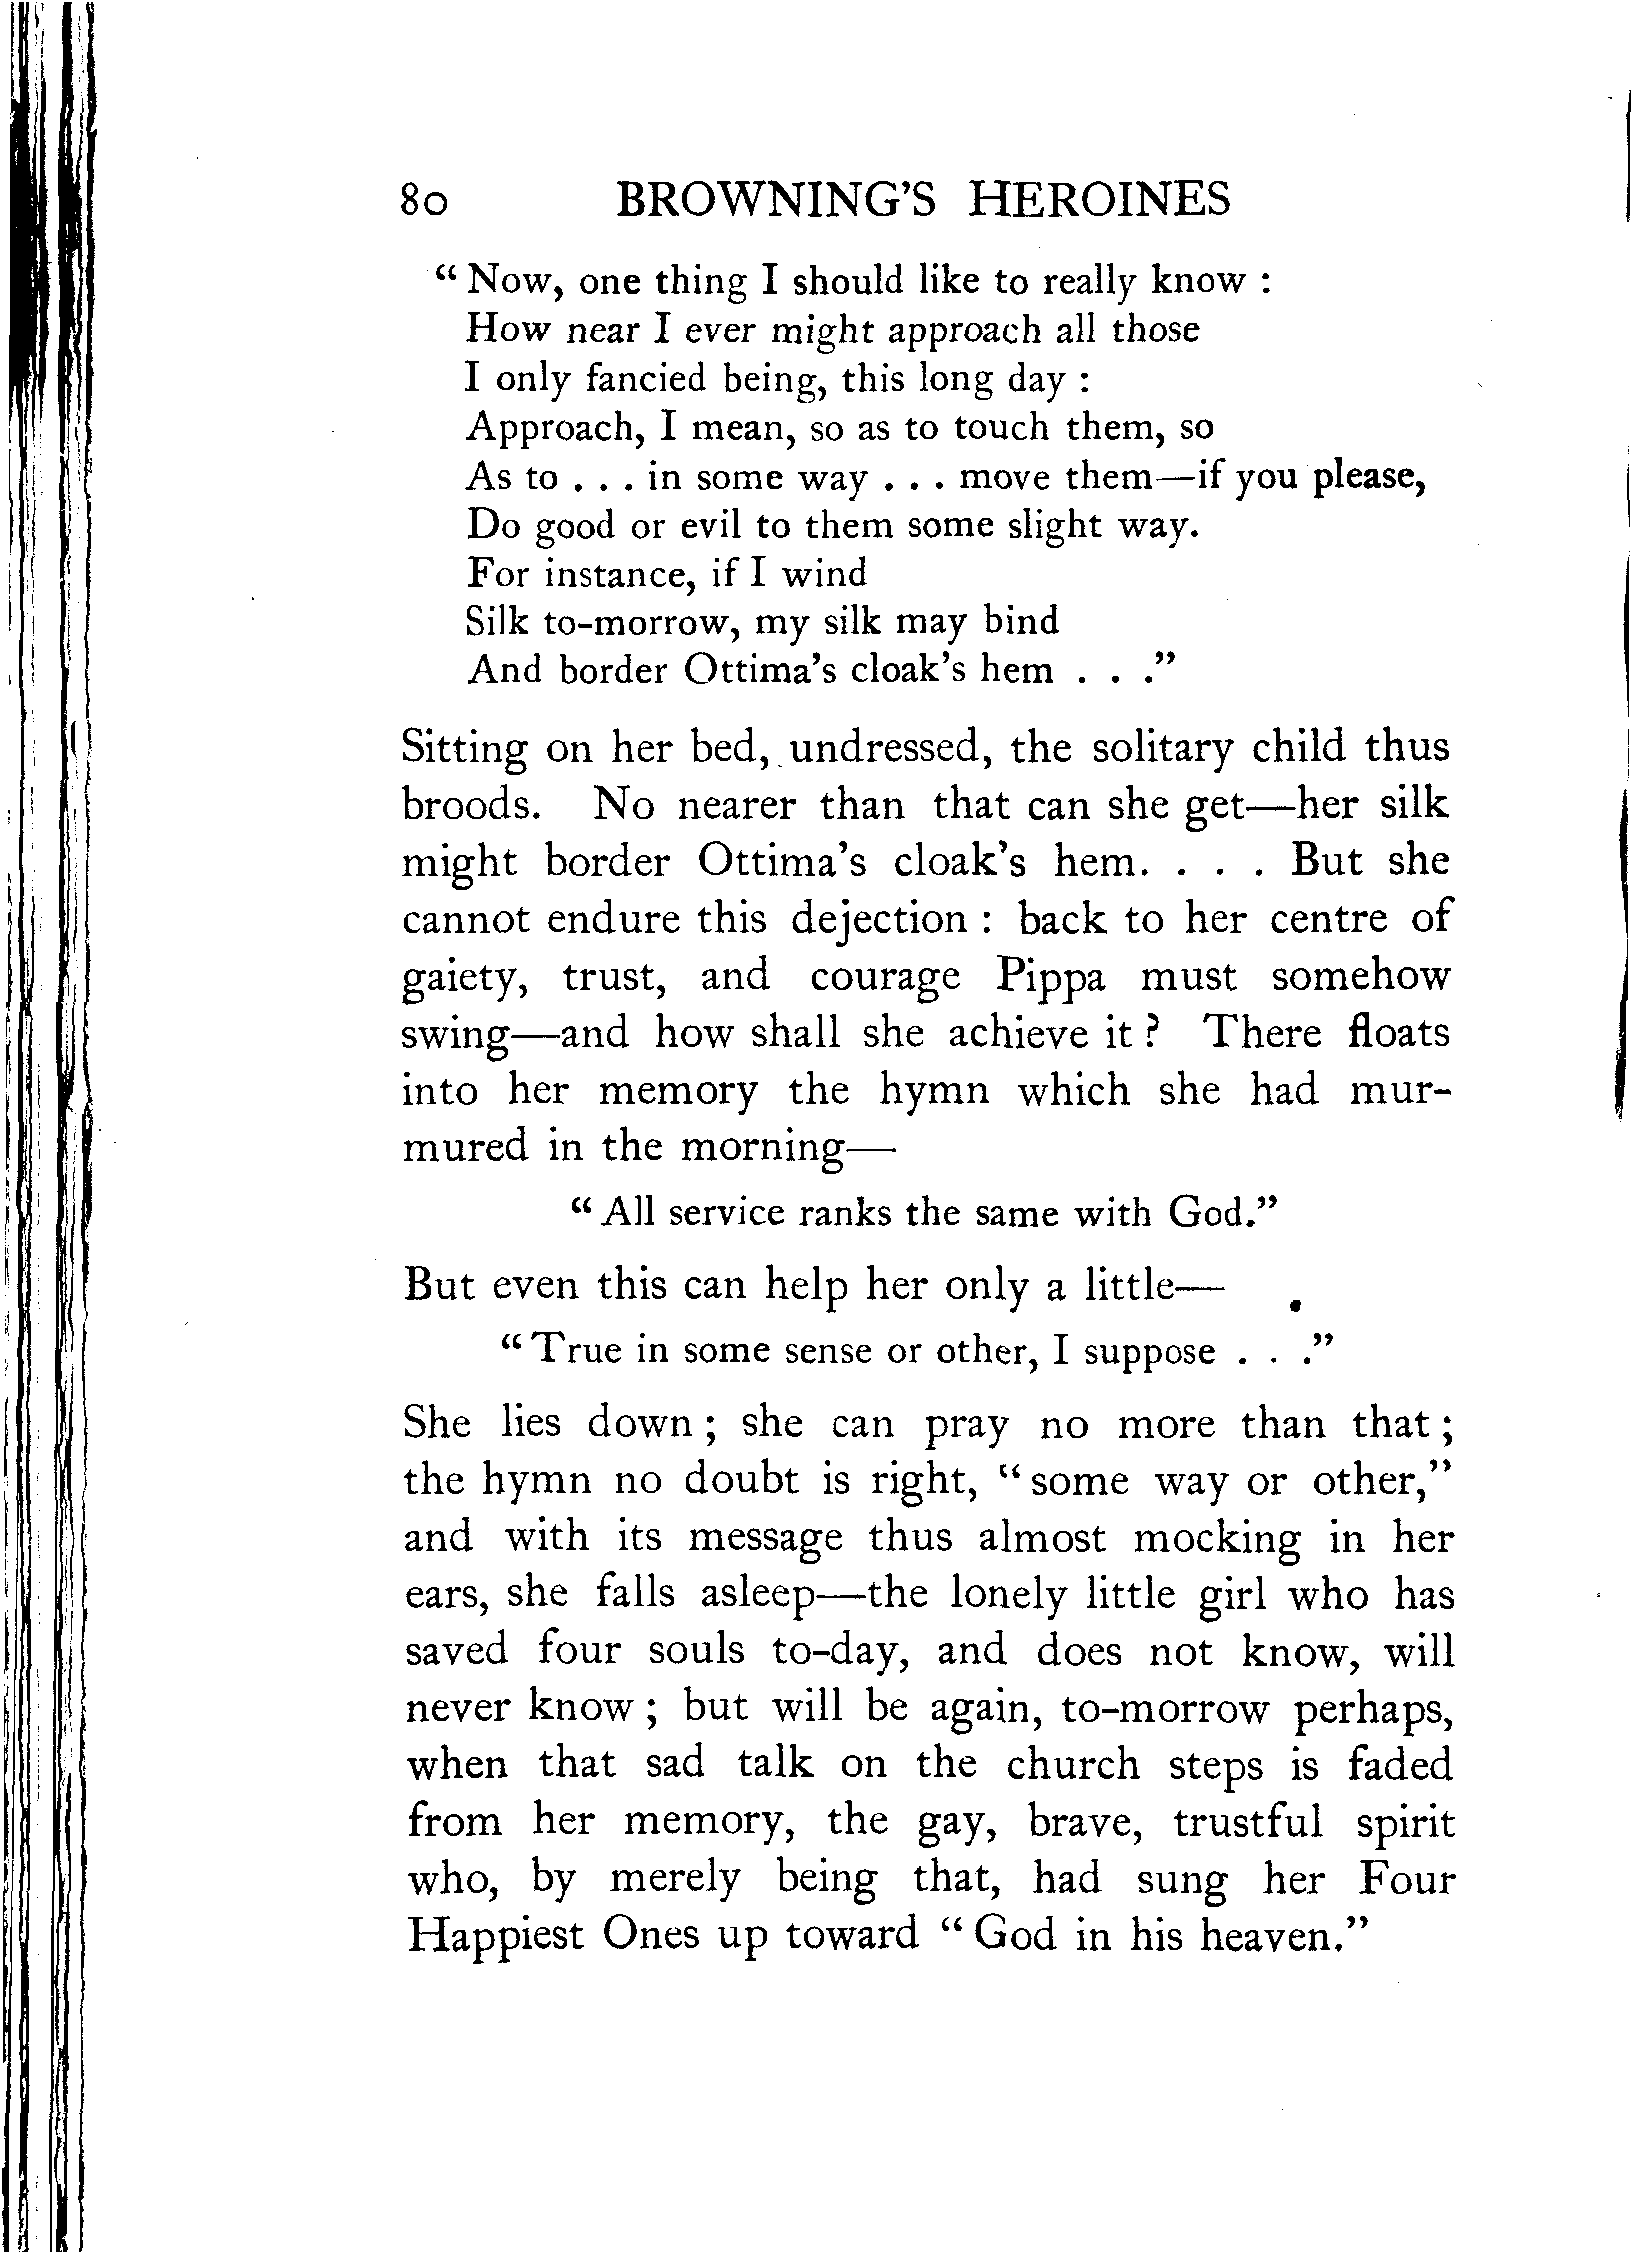 80 BROWNING'S HEROINES
“ Now, one thing I should like to really know :
How near I ever might approach all those
I only fancied being, this long day :
Approach, I mean, so as to touch them, so
As to . . . in some way . . . move them—if you please,
Do good or evil to them some slight way.
For instance, if I wind
Silk to-morrow, my silk may bind
And border Ottima's cloak's hem . . .”
Sitting on her bed, undressed, the solitary child thus
broods. No nearer than that can she get—her silk
might border Ottima's cloak's hem. . . . But she
cannot endure this dejection : back to her centre of
gaiety, trust, and courage Pippa must somehow
swing—and how shall she achieve it ? There floats
into her memory the hymn which she had mur-
mured in the morning—
“ All service ranks the same with God.”
But even this can help her only a little—
“ True in some sense or other, I suppose . . .”
She lies down ; she can pray no more than that ;
the hymn no doubt is right, “ some way or other,”
and with its message thus almost mocking in her
ears, she falls asleep—the lonely little girl who has
saved four souls to-day, and does not know, will
never know ; but will be again, to-morrow perhaps,
when that sad talk on the church steps is faded
from her memory, the gay, brave, trustful spirit
who, by merely being that, had sung her Four
Happiest Ones up toward “ God in his heaven.”